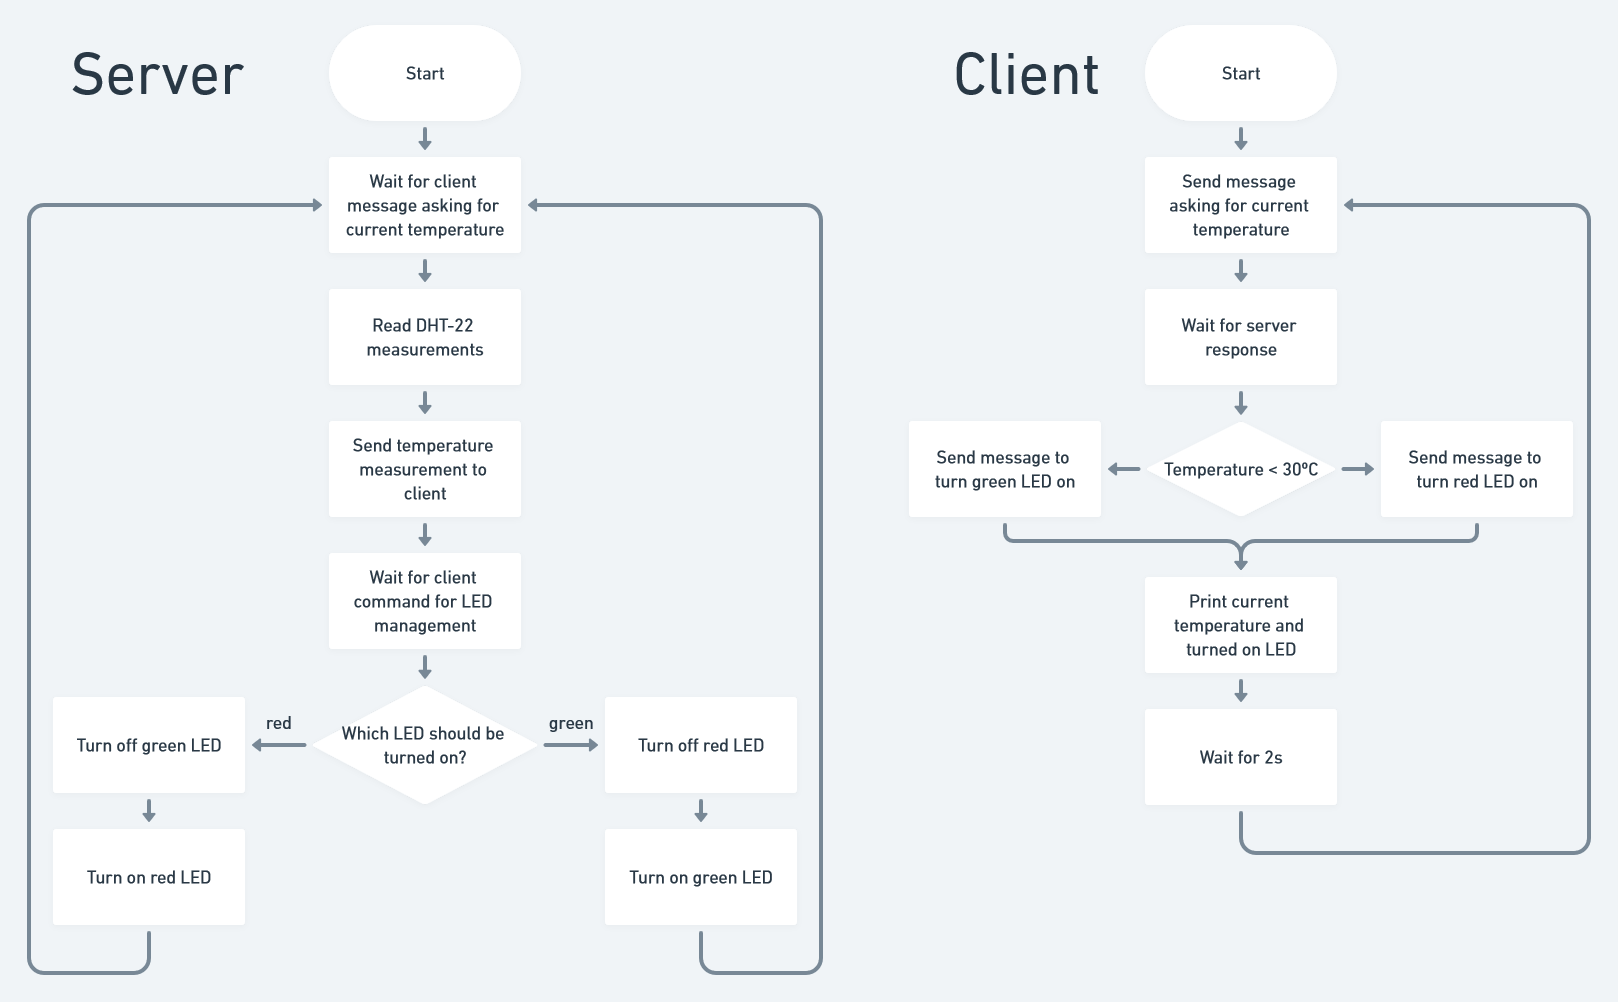 Server
Start
Wait for client
message asking for
current temperature
Read DHT-22
measurements
Send temperature
measurement to
client
Wait for client
command for LED
management
Which LED should be
turned on?
red
green
Turn off green LED
Turn off red LED
Turn on red LED
Turn on green LED
Client
Start
Send message
asking for current
temperature
Wait for server
response
Temperature < 30ºC
Send message to
turn green LED on
Send message to
turn red LED on
Print current
temperature and
turned on LED
Wait for 2s